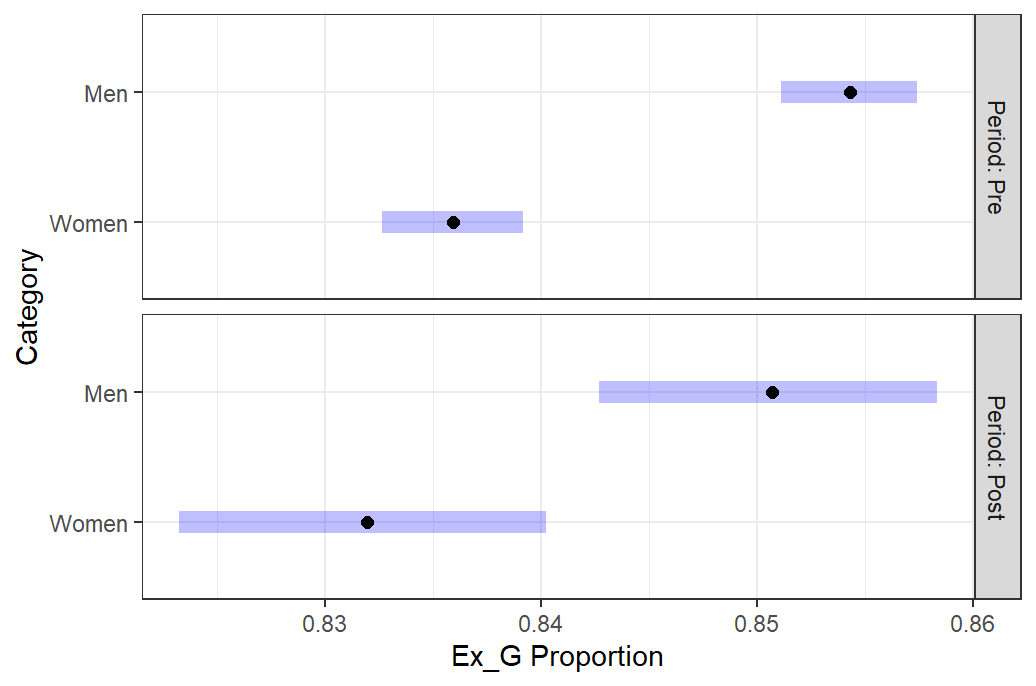 Category
Men
Women
Period: Pre
Men
Women
Period: Post
0.83 0.84 0.85 0.86
Ex_G Proportion